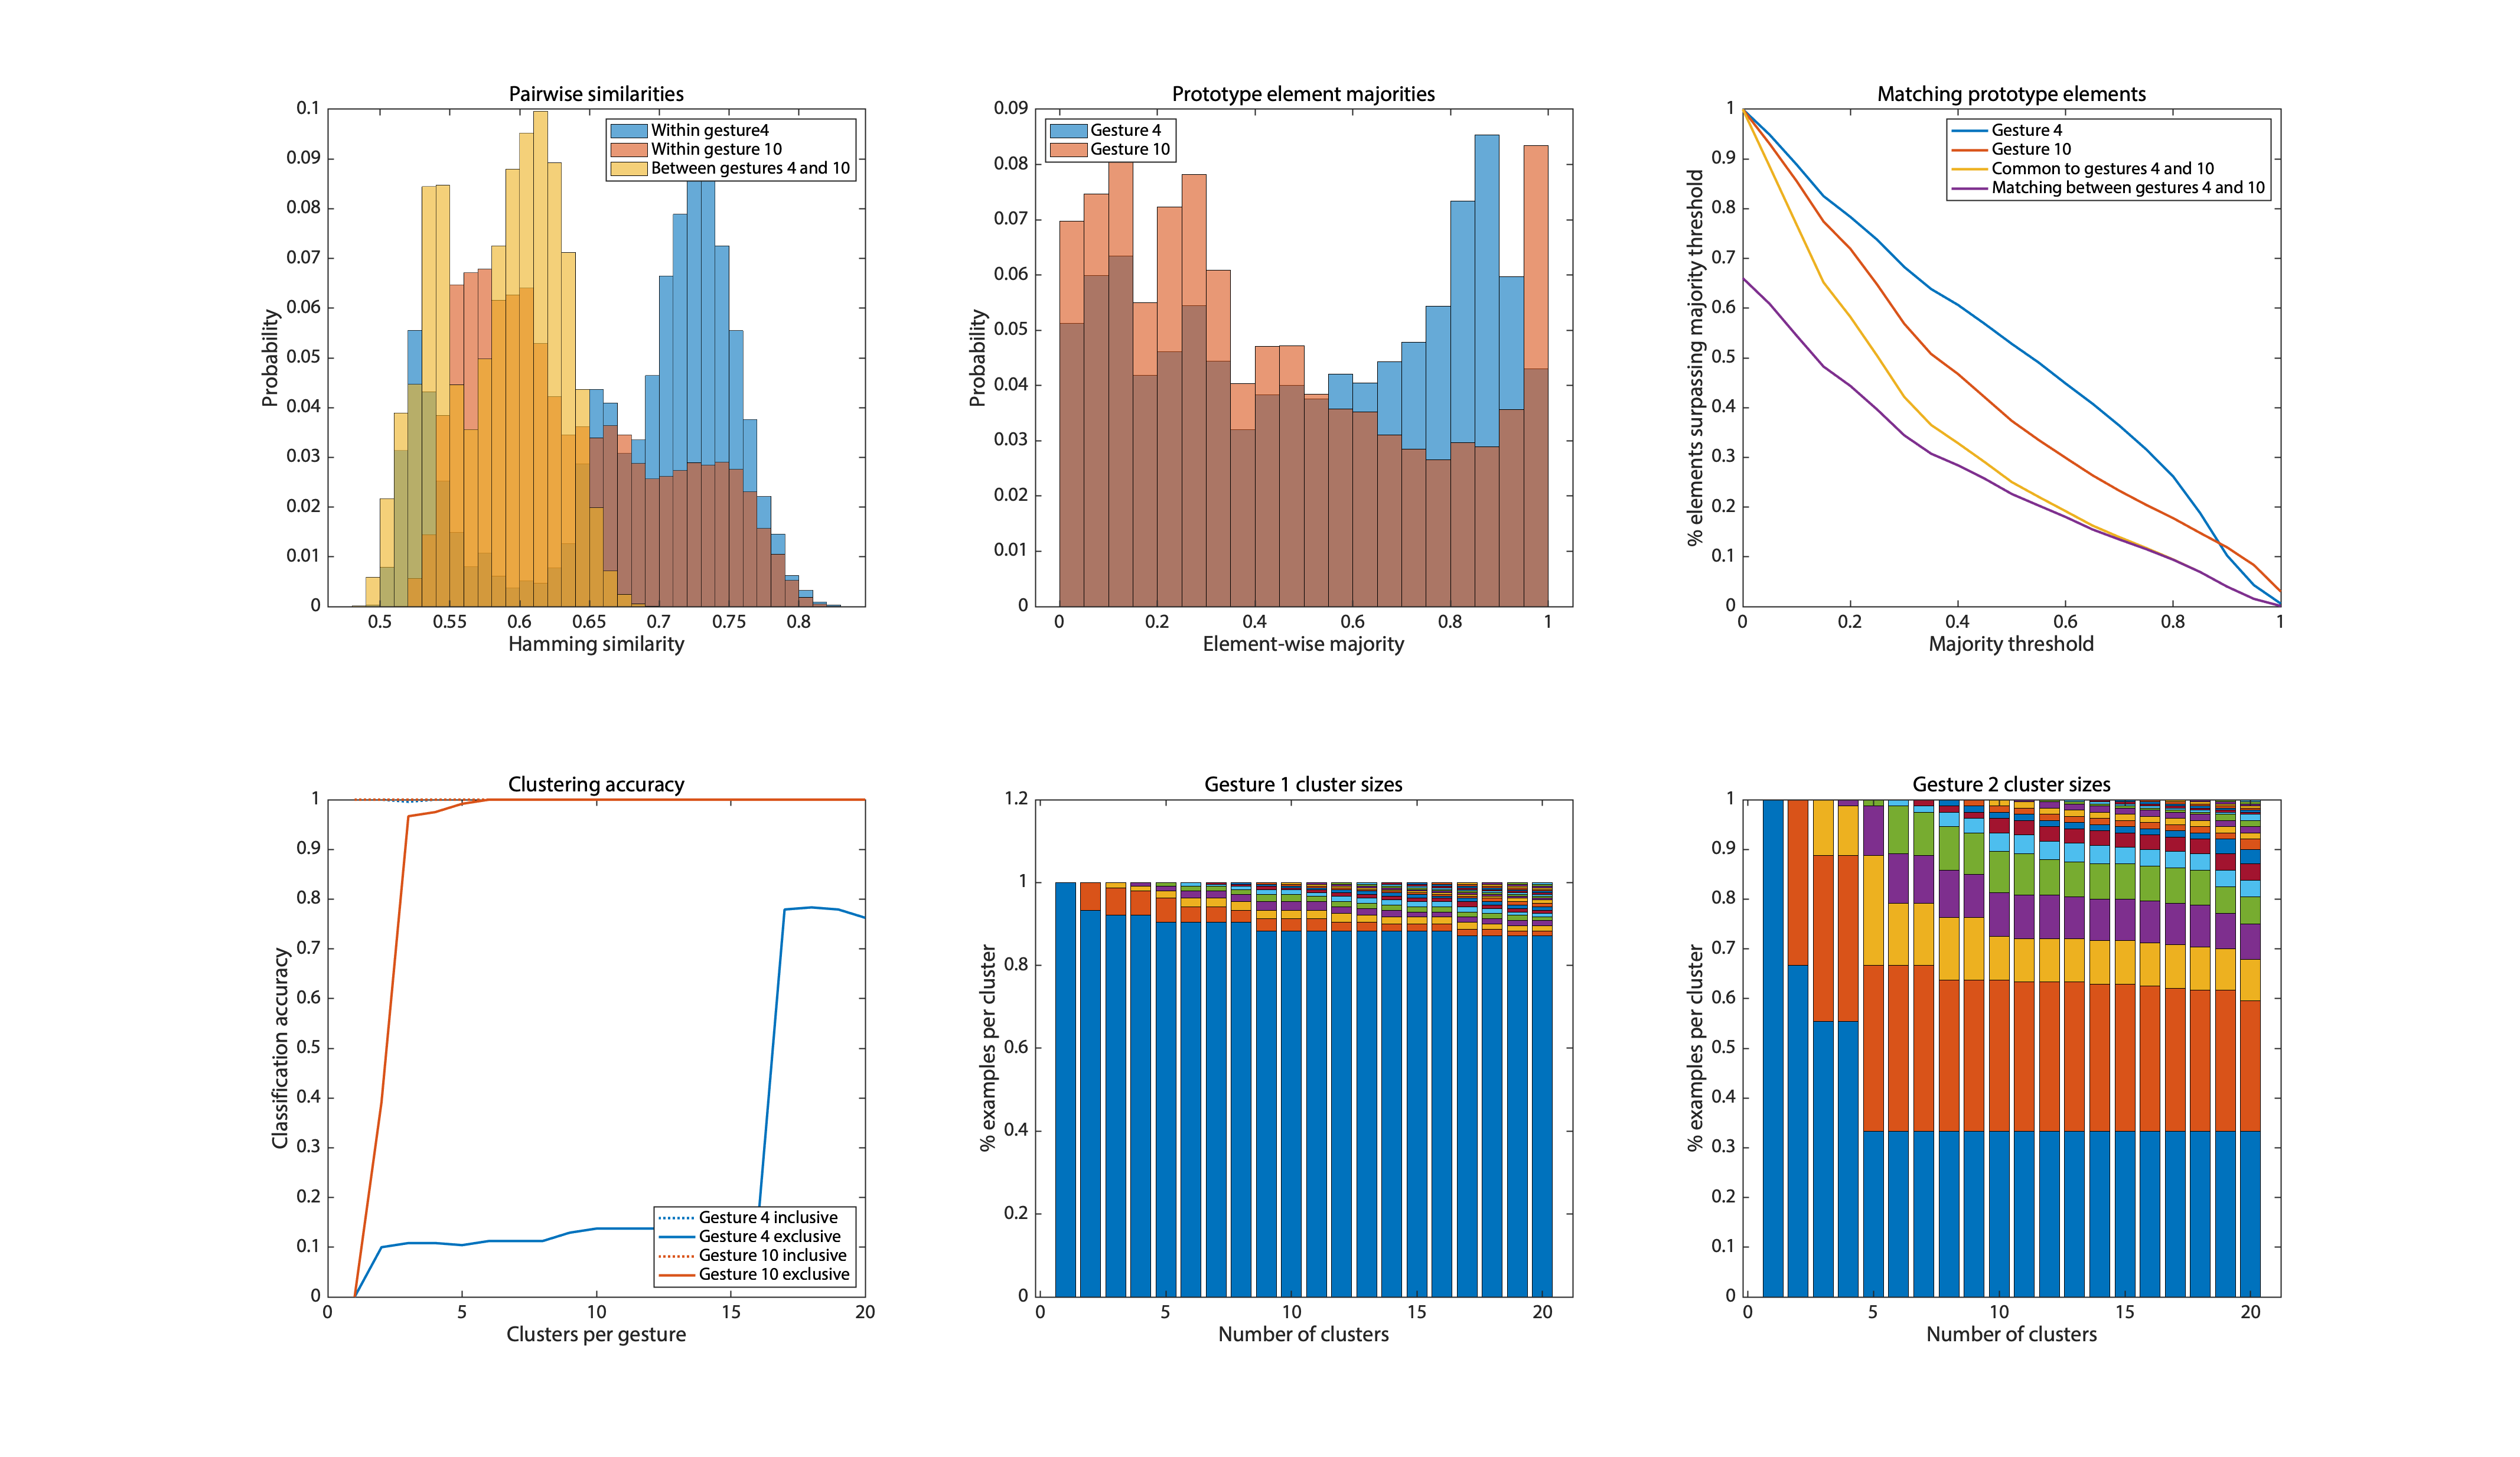 Pairwise similarities
0.1
0.09
0.08
0.07
0.06
0.05
0.04
0.03
0.02
0.01
0
Probability
Within gesture4
Within gesture 10
Between gestures 4 and 10
0.5 0.55 0.6 0.65 0.7 0.75 0.8
Hamming similarity
Prototype element majorities
0.09
0.08
0.07
0.06
0.05
0.04
0.03
0.02
0.01
0
Probability
Gesture 4
Gesture 10
0 0.2 0.4 0.6 0.8 1
Element-wise majority
Matching prototype elements
1
0.9
0.8
0.7
0.6
0.5
0.4
0.3
0.2
0.1
0
% elements surpassing majority threshold
Gesture 4
Gesture 10
Common to gestures 4 and 10
Matching between gestures 4 and 10
0 0.2 0.4 0.6 0.8 1
Majority threshold
Clustering accuracy
1
0.9
0.8
0.7
0.6
0.5
0.4
0.3
0.2
0.1
0
Classification accuracy
Gesture 4 inclusive
Gesture 4 exclusive
Gesture 10 inclusive
Gesture 10 exclusive
0 5 10 15 20
Clusters per gesture
Gesture 1 cluster sizes
1.2
1
0.8
0.6
0.4
0.2
0
% examples per cluster
0 5 10 15 20
Number of clusters
Gesture 2 cluster sizes
1
0.9
0.8
0.7
0.6
0.5
0.4
0.3
0.2
0.1
0
% examples per cluster
0 5 10 15 20
Number of clusters